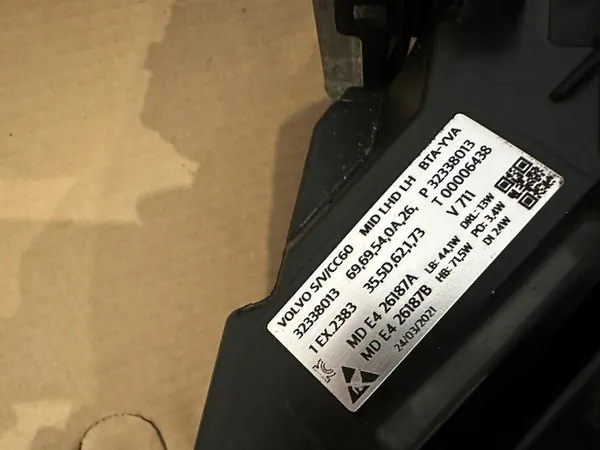 VOLVO S/V/CC60 MID LHD LH BTA-YVA
32338013 69,69,54,0A,26, P 32338013
T 00006438
1 EX.2383 35,5D,62,1,73 V 711
MD E4 26187A LB: 44,1W DRL: 13W
MD E4 26187B HB: 71,5W PO: 3,4W
24/03/2021 DI 24W